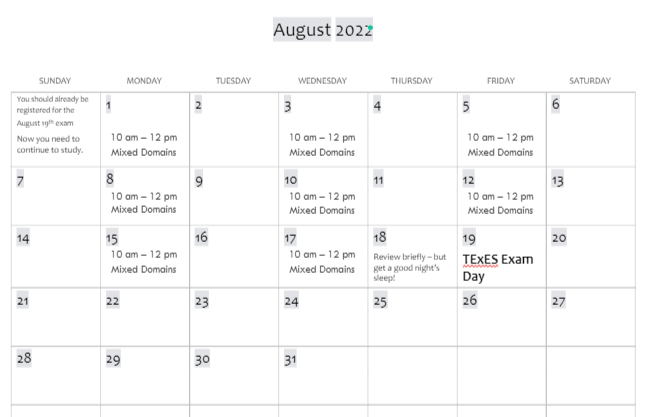 August 2022
SUNDAY MONDAY TUESDAY WEDNESDAY THURSDAY FRIDAY SATURDAY
You should already be
registered for the
August 19th exam
Now you need to
continue to study.
1
10 am – 12 pm
Mixed Domains
2
3
10 am – 12 pm
Mixed Domains
4
5
10 am – 12 pm
Mixed Domains
6
7
8
10 am – 12 pm
Mixed Domains
9
10
10 am – 12 pm
Mixed Domains
11
12
10 am – 12 pm
Mixed Domains
13
14
15
10 am – 12 pm
Mixed Domains
16
17
10 am – 12 pm
Mixed Domains
18
Review briefly – but
get a good night's
sleep!
19
TExES Exam
Day
20
21
22
23
24
25
26
27
28
29
30
31